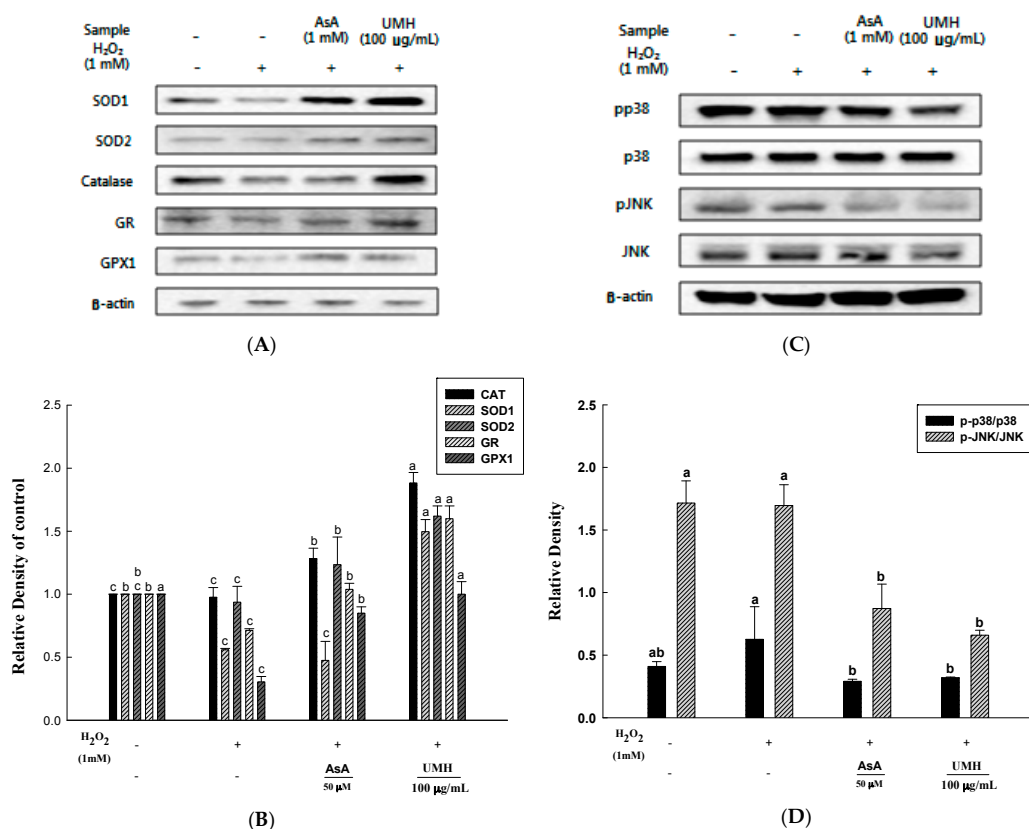 Sample - - AsA (1 mM) UMH (100 µg/mL)
H₂O₂ (1 mM) - + + +
SOD1
SOD2
Catalase
GR
GPX1
β-actin
(A)
Sample - - AsA (1 mM) UMH (100 µg/mL)
H₂O₂ (1 mM) - + + +
pp38
p38
pJNK
JNK
β-actin
(C)
Relative Density of control
2.5
2.0
1.5
1.0
0.5
0.0
CAT
SOD1
SOD2
GR
GPX1
c b c b b a
c c c c c
b c b b b
a a a a a
H₂O₂ (1mM) - + + +
- - AsA 50 µM UMH 100 µg/mL
(B)
Relative Density
2.5
2.0
1.5
1.0
0.5
0.0
p-p38/p38
p-JNK/JNK
ab a
a a
b b
b b
H₂O₂ (1mM) - + + +
- - AsA 50 µM UMH 100 µg/mL
(D)